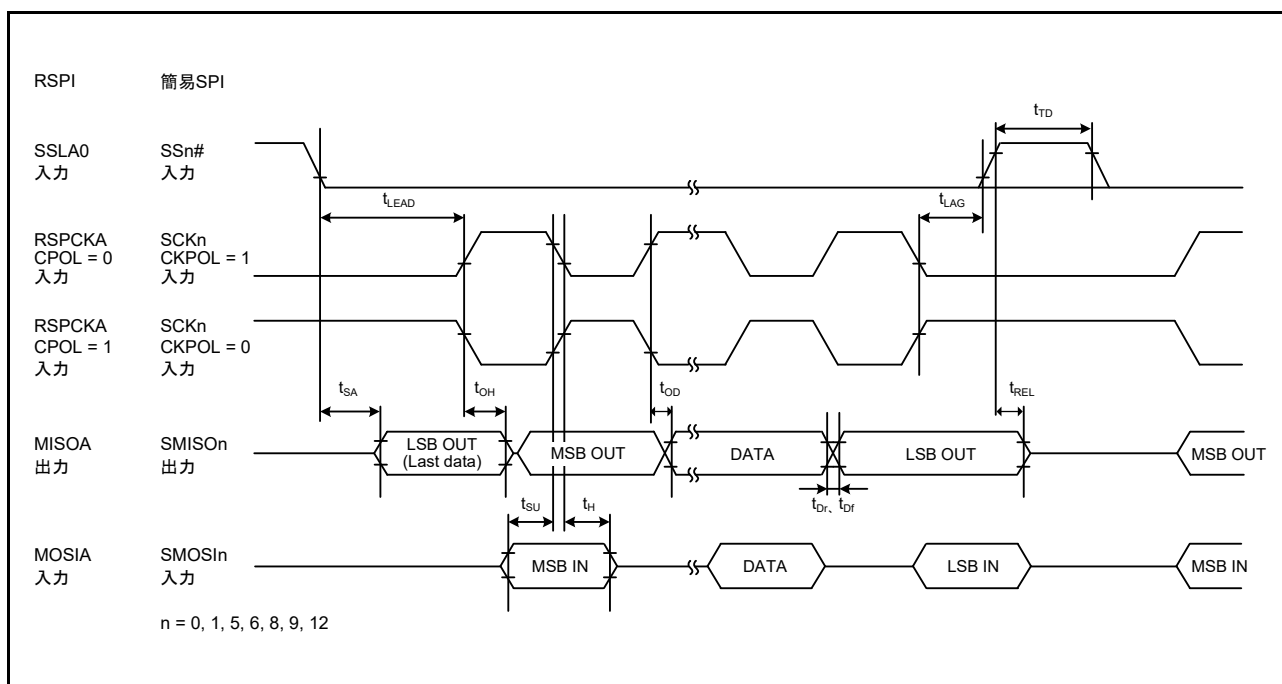 RSPI 簡易SPI
tTD
SSLA0 SSn#
入力 入力
tLEAD tLAG
RSPCKA SCKn
CPOL = 0 CKPOL = 1
入力 入力
RSPCKA SCKn
CPOL = 1 CKPOL = 0
入力 入力
tSA tOH tOD tREL
MISOA SMISOn
出力 出力
LSB OUT
(Last data)
MSB OUT DATA LSB OUT MSB OUT
tSU tH tDr、tDf
MOSIA SMOSIn
入力 入力
MSB IN DATA LSB IN MSB IN
n = 0, 1, 5, 6, 8, 9, 12